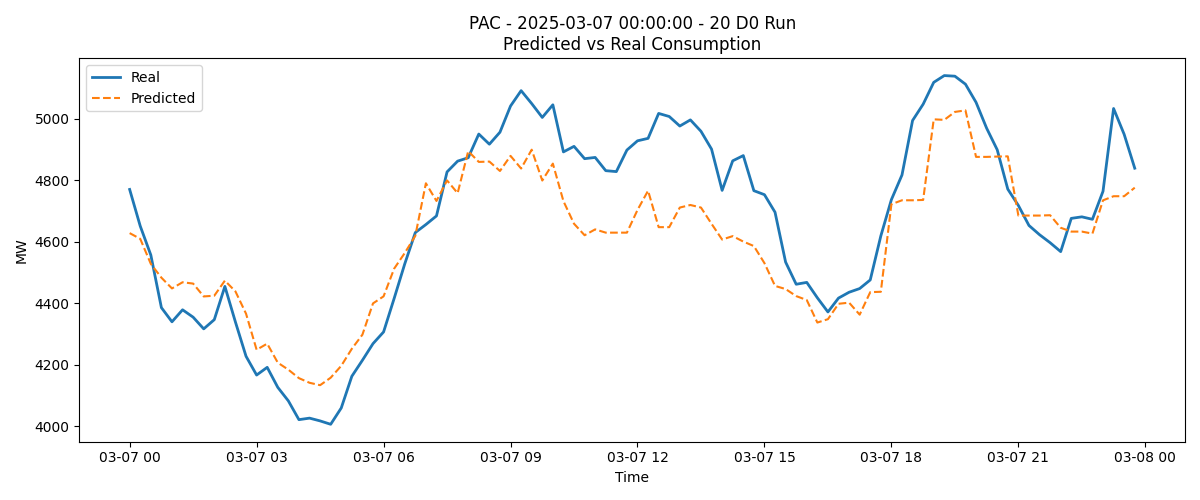 PAC - 2025-03-07 00:00:00 - 20 D0 Run
Predicted vs Real Consumption
Real
Predicted
MW
5000
4800
4600
4400
4200
4000
03-07 00
03-07 03
03-07 06
03-07 09
03-07 12
03-07 15
03-07 18
03-07 21
03-08 00
Time